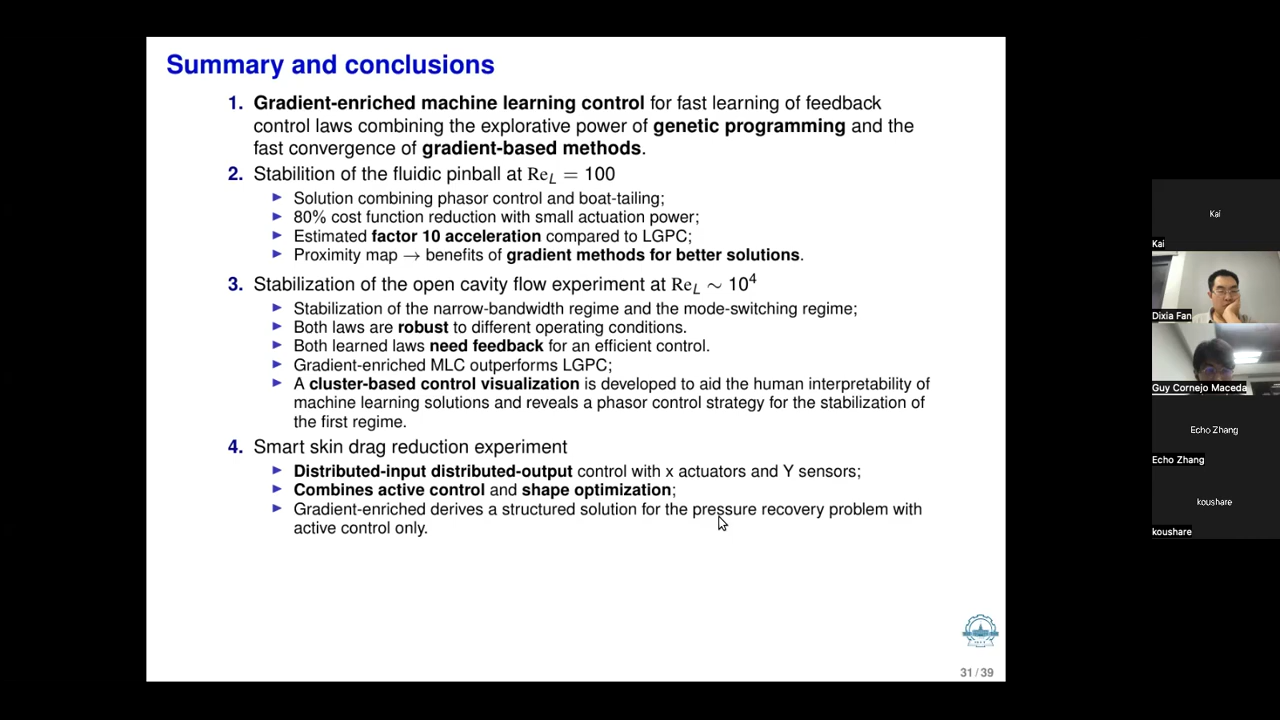 Summary and conclusions
1. Gradient-enriched machine learning control for fast learning of feedback
control laws combining the explorative power of genetic programming and the
fast convergence of gradient-based methods.
2. Stabilition of the fluidic pinball at Re_L = 100
► Solution combining phasor control and boat-tailing;
► 80% cost function reduction with small actuation power;
► Estimated factor 10 acceleration compared to LGPC;
► Proximity map → benefits of gradient methods for better solutions.
3. Stabilization of the open cavity flow experiment at Re_L ∼ 10⁴
► Stabilization of the narrow-bandwidth regime and the mode-switching regime;
► Both laws are robust to different operating conditions.
► Both learned laws need feedback for an efficient control.
► Gradient-enriched MLC outperforms LGPC;
► A cluster-based control visualization is developed to aid the human interpretability of
machine learning solutions and reveals a phasor control strategy for the stabilization of
the first regime.
4. Smart skin drag reduction experiment
► Distributed-input distributed-output control with x actuators and Y sensors;
► Combines active control and shape optimization;
► Gradient-enriched derives a structured solution for the pressure recovery problem with
active control only.
31 / 39
Kai
Kai
Dixia Fan
Guy Cornejo Maceda
Echo Zhang
Echo Zhang
koushare
koushare